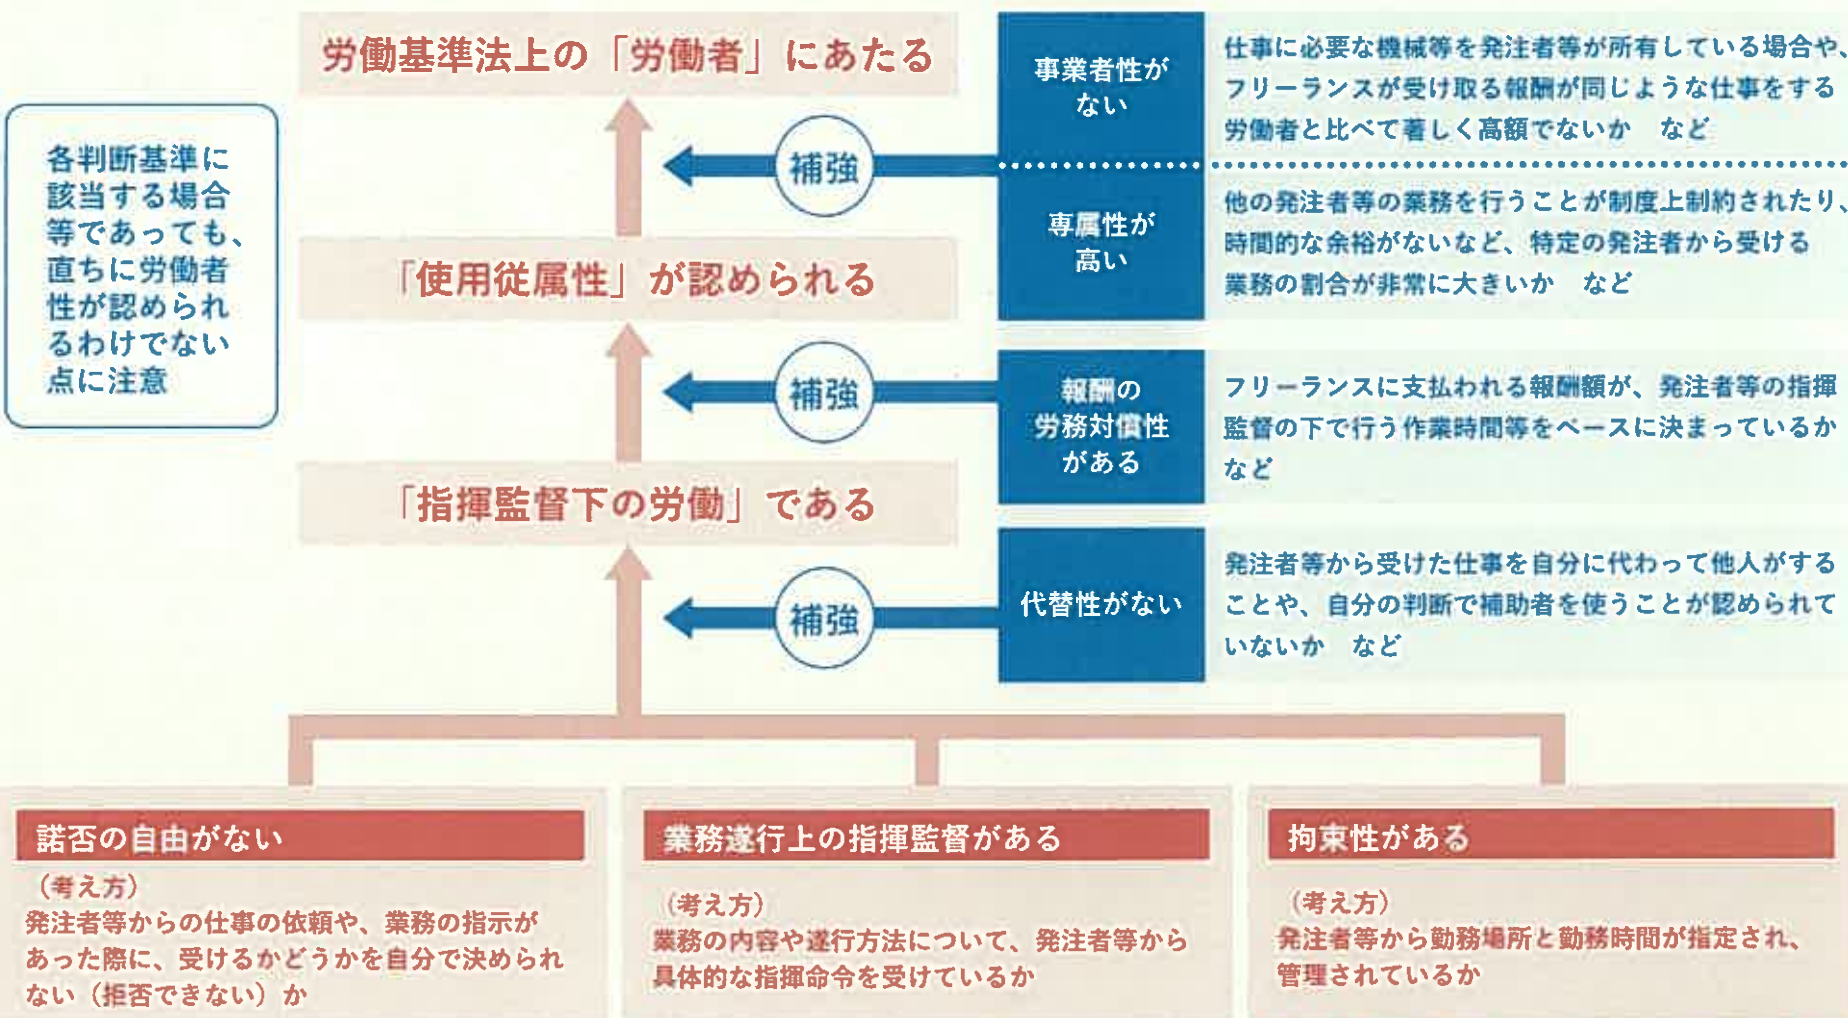 労働基準法上の「労働者」にあたる
各判断基準に
該当する場合
等であっても、
直ちに労働者
性が認められ
るわけでない
点に注意
補強
事業者性が
ない
仕事に必要な機械等を発注者等が所有している場合や、
フリーランスが受け取る報酬が同じような仕事をする
労働者と比べて著しく高額でないか　など
専属性が
高い
他の発注者等の業務を行うことが制度上制約されたり、
時間的な余裕がないなど、特定の発注者から受ける
業務の割合が非常に大きいか　など
「使用従属性」が認められる
補強
報酬の
労務対償性
がある
フリーランスに支払われる報酬額が、発注者等の指揮
監督の下で行う作業時間等をベースに決まっているか
など
「指揮監督下の労働」である
補強
代替性がない
発注者等から受けた仕事を自分に代わって他人がする
ことや、自分の判断で補助者を使うことが認められて
いないか　など
諾否の自由がない
（考え方）
発注者等からの仕事の依頼や、業務の指示が
あった際に、受けるかどうかを自分で決められ
ない（拒否できない）か
業務遂行上の指揮監督がある
（考え方）
業務の内容や遂行方法について、発注者等から
具体的な指揮命令を受けているか
拘束性がある
（考え方）
発注者等から勤務場所と勤務時間が指定され、
管理されているか